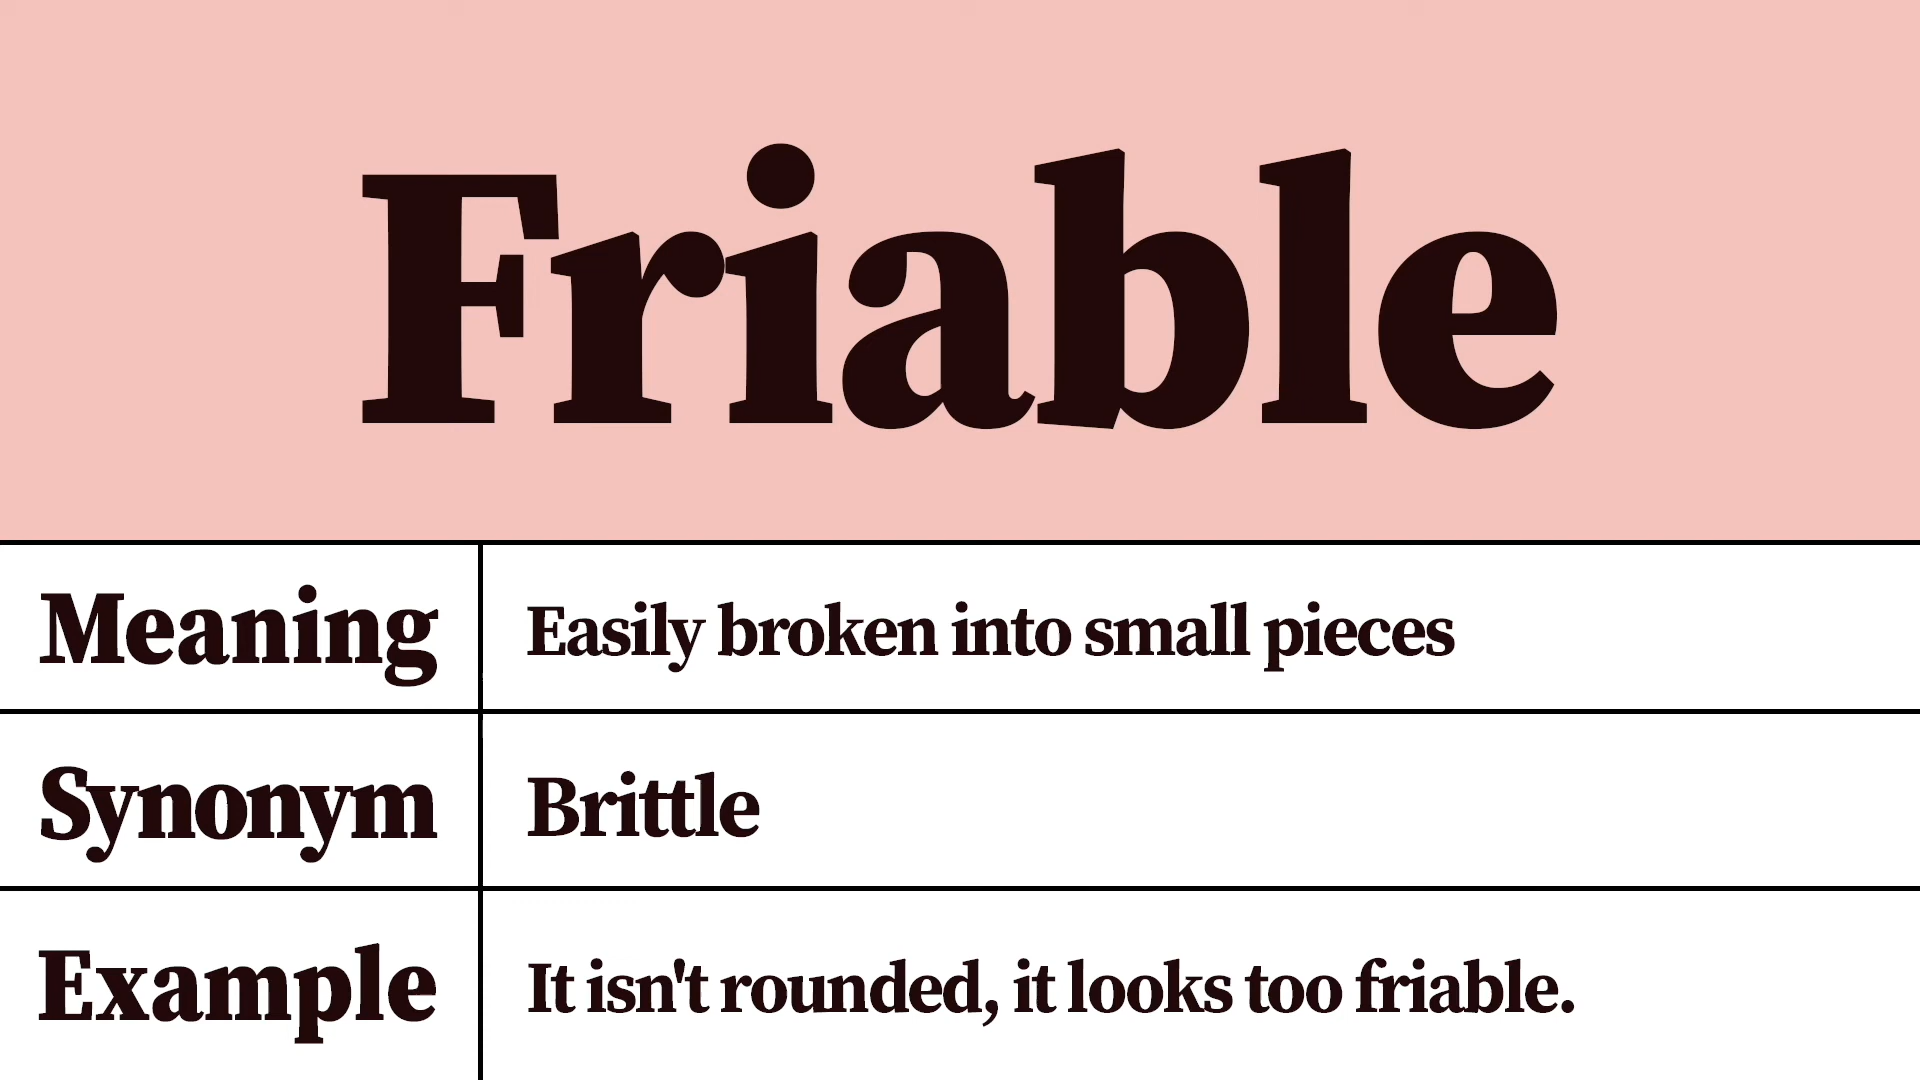 Friable
Meaning
Easily broken into small pieces
Synonym
Brittle
Example
It isn't rounded, it looks too friable.